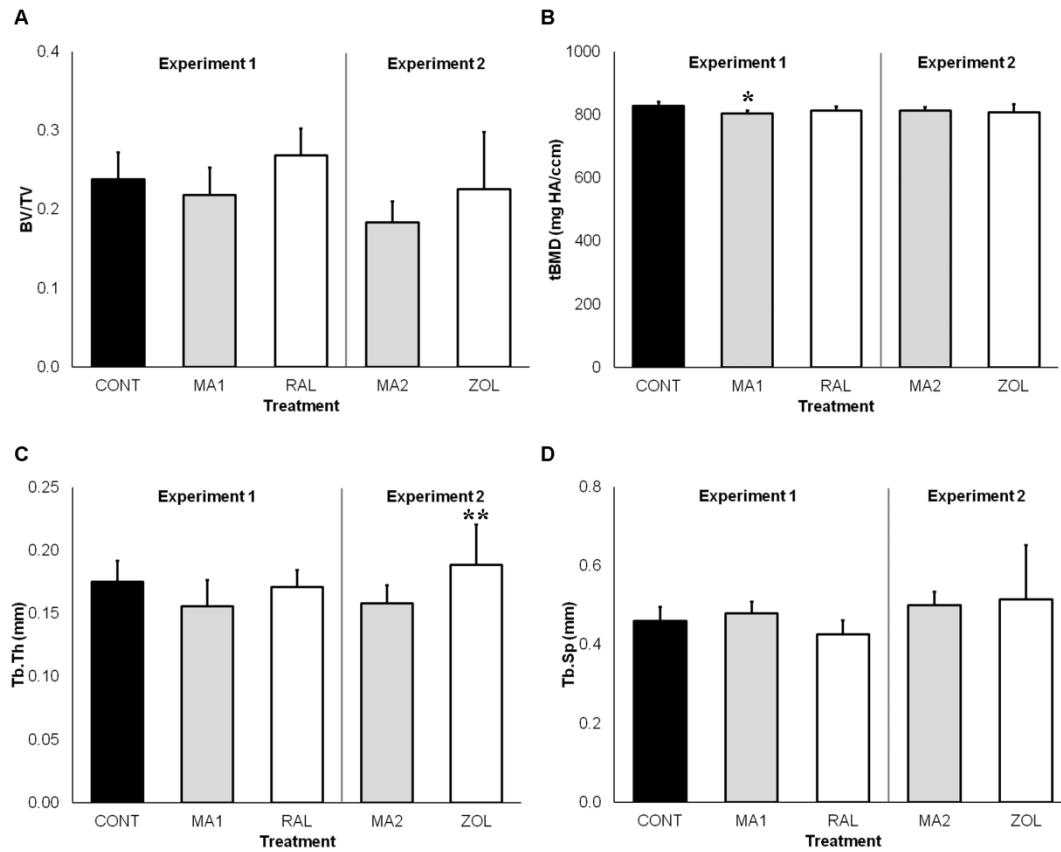 A
Experiment 1
Experiment 2
0.4
0.3
0.2
0.1
0.0
BV/TV
CONT
MA1
RAL
MA2
ZOL
Treatment
B
Experiment 1
Experiment 2
1000
800
600
400
200
0
tBMD (mg HA/ccm)
*
CONT
MA1
RAL
MA2
ZOL
Treatment
C
Experiment 1
Experiment 2
0.25
0.20
0.15
0.10
0.05
0.00
Tb.Th (mm)
**
CONT
MA1
RAL
MA2
ZOL
Treatment
D
Experiment 1
Experiment 2
0.8
0.6
0.4
0.2
0.0
Tb.Sp (mm)
CONT
MA1
RAL
MA2
ZOL
Treatment